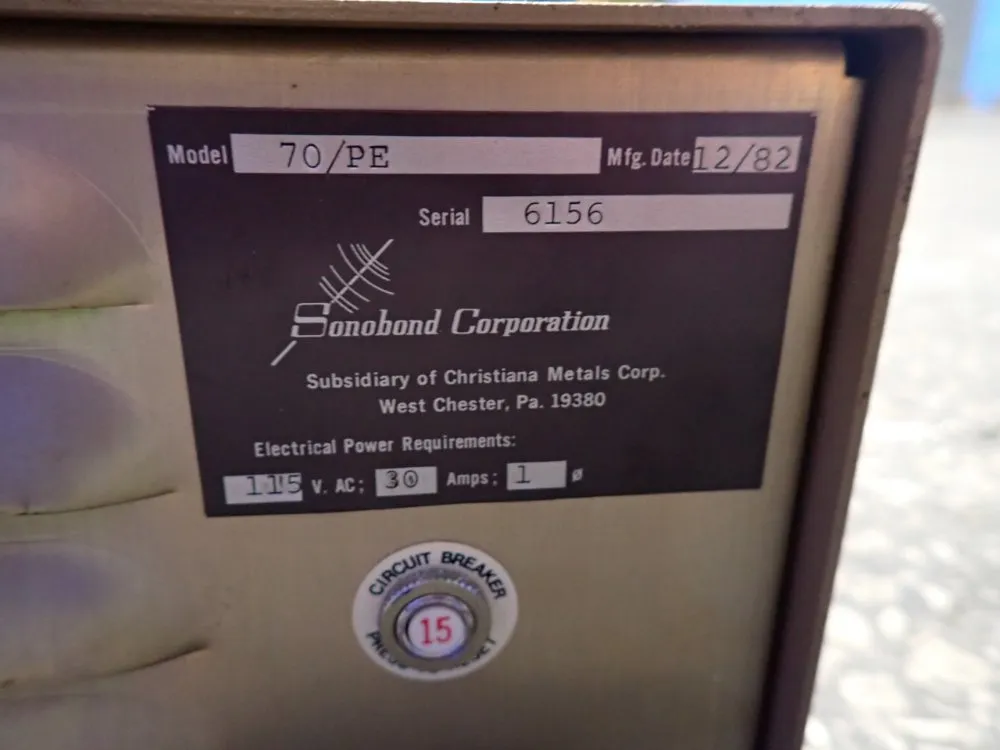 Model 70/PE Mfg. Date 12/82
Serial 6156
Sonobond Corporation
Subsidiary of Christiana Metals Corp.
West Chester, Pa. 19380
Electrical Power Requirements:
115 V. AC; 30 Amps; 1 ø
CIRCUIT BREAKER
15